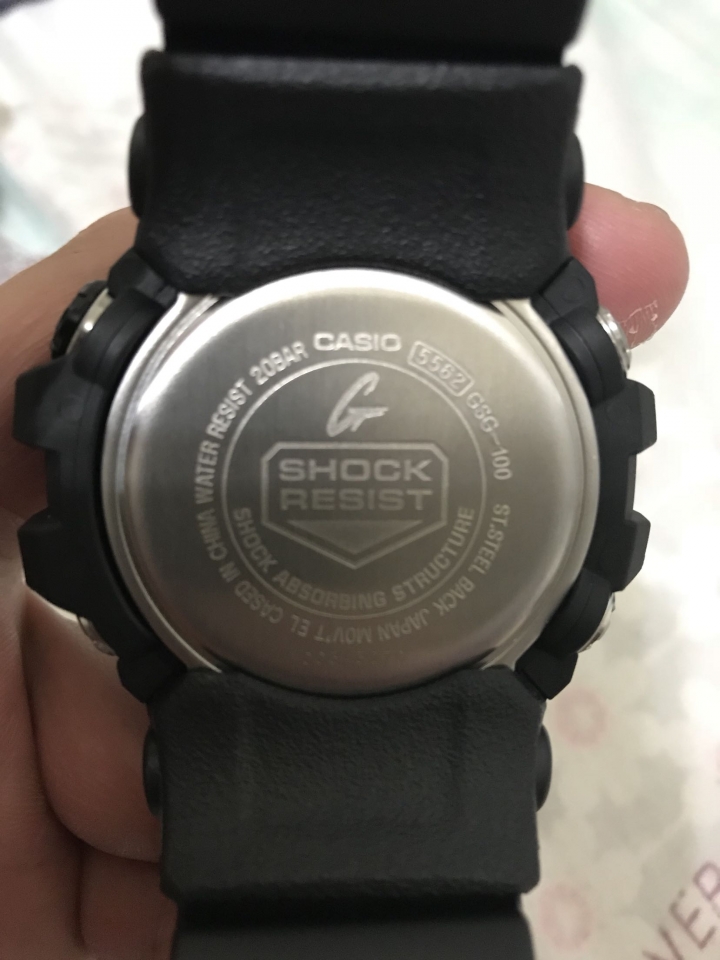 CASIO
5562 GSG-100
ST.STEEL BACK JAPAN MOV'T EL CASED IN CHINA WATER RESIST 20BAR
G
SHOCK
RESIST
SHOCK ABSORBING STRUCTURE
VER